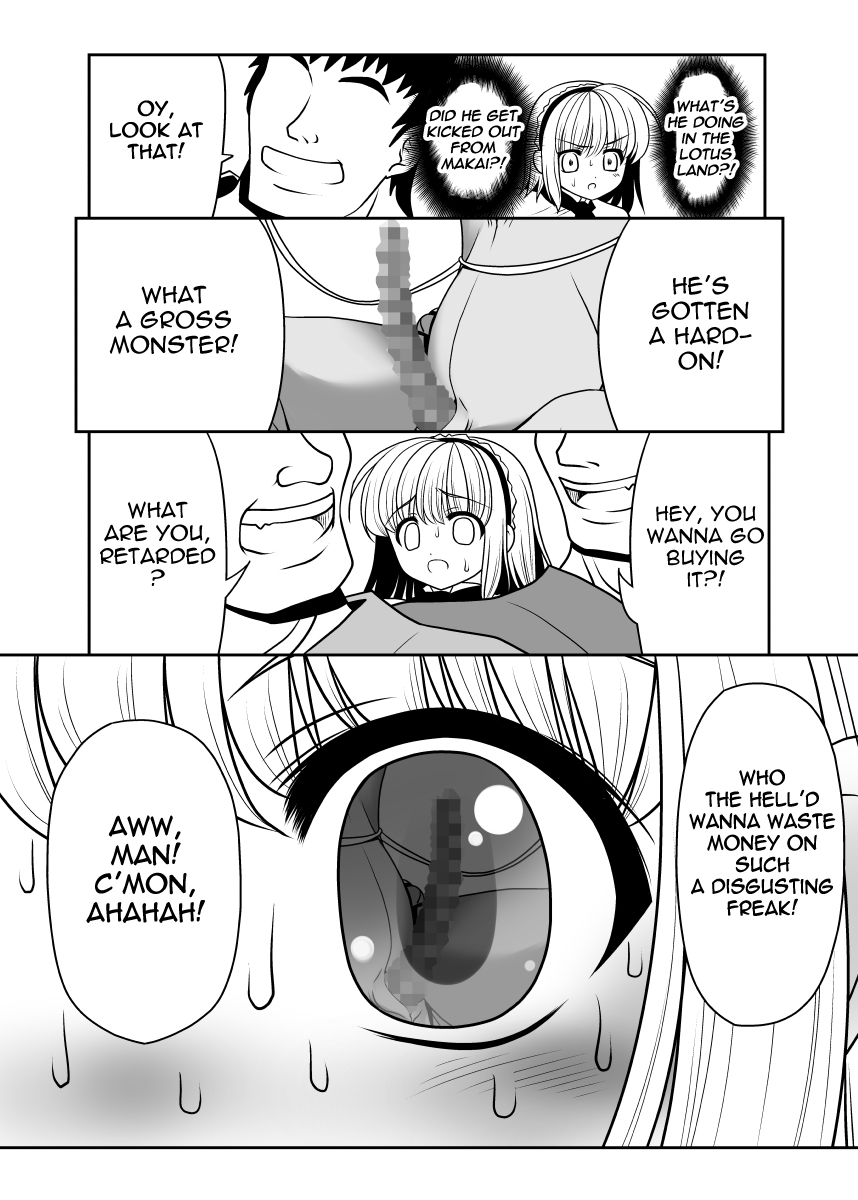 WHAT'S
HE DOING
IN THE
LOTUS
LAND?!
DID HE GET
KICKED OUT
FROM
MAKAI?!
OY,
LOOK AT
THAT!
HE'S
GOTTEN
A HARD-
ON!
WHAT
A GROSS
MONSTER!
HEY, YOU
WANNA GO
BUYING
IT?!
WHAT
ARE YOU,
RETARDED
?
WHO
THE HELL'D
WANNA WASTE
MONEY ON
SUCH
A DISGUSTING
FREAK!
AWW,
MAN!
C'MON,
AHAHAH!